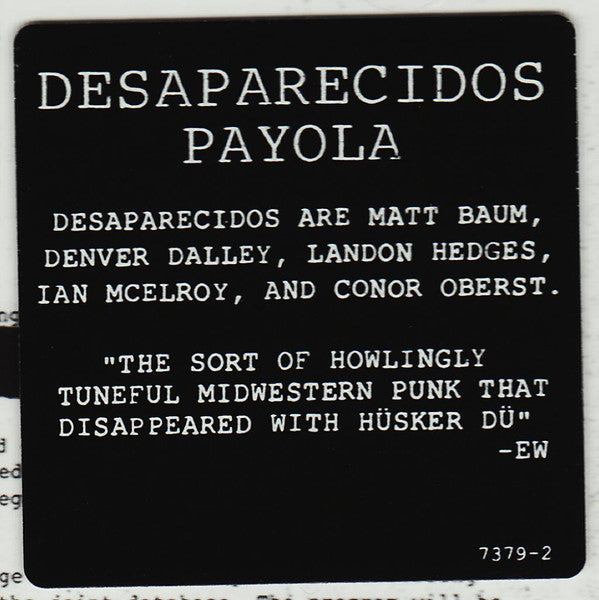 DESAPARECIDOS
PAYOLA
DESAPARECIDOS ARE MATT BAUM,
DENVER DALLEY, LANDON HEDGES,
IAN MCELROY, AND CONOR OBERST.
"THE SORT OF HOWLINGLY
TUNEFUL MIDWESTERN PUNK THAT
DISAPPEARED WITH HÜSKER DÜ"
-EW
7379-2